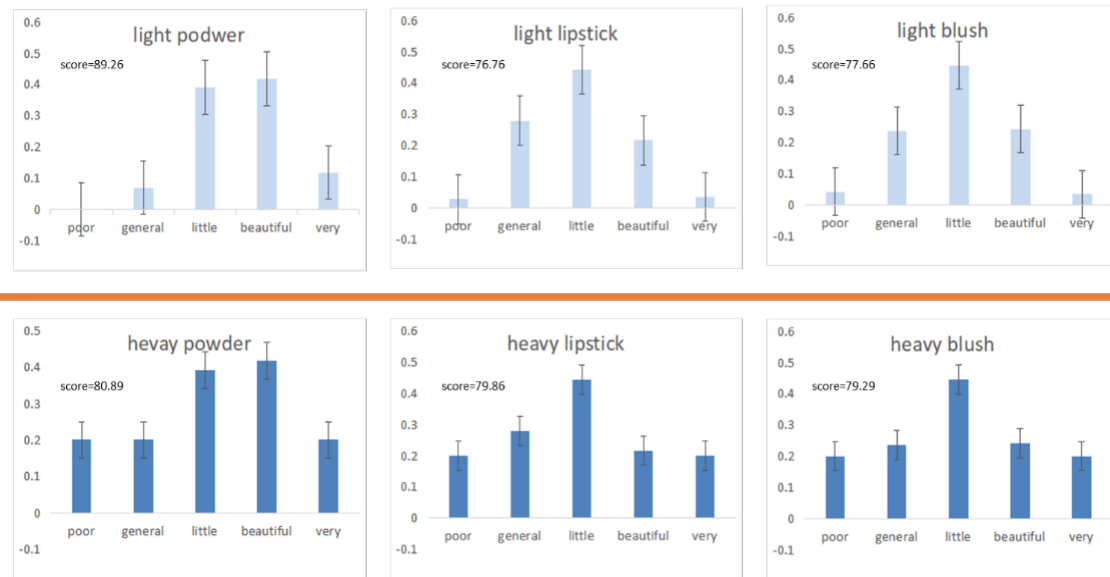 light podwer
score=89.26
0.6
0.5
0.4
0.3
0.2
0.1
0
-0.1
poor general little beautiful very
light lipstick
score=76.76
0.6
0.5
0.4
0.3
0.2
0.1
0
-0.1
poor general little beautiful very
light blush
score=77.66
0.6
0.5
0.4
0.3
0.2
0.1
0
-0.1
poor general little beautiful very
hevay powder
score=80.89
0.5
0.4
0.3
0.2
0.1
0
-0.1
poor general little beautiful very
heavy lipstick
score=79.86
0.6
0.5
0.4
0.3
0.2
0.1
0
-0.1
poor general little beautiful very
heavy blush
score=79.29
0.6
0.5
0.4
0.3
0.2
0.1
0
-0.1
poor general little beautiful very